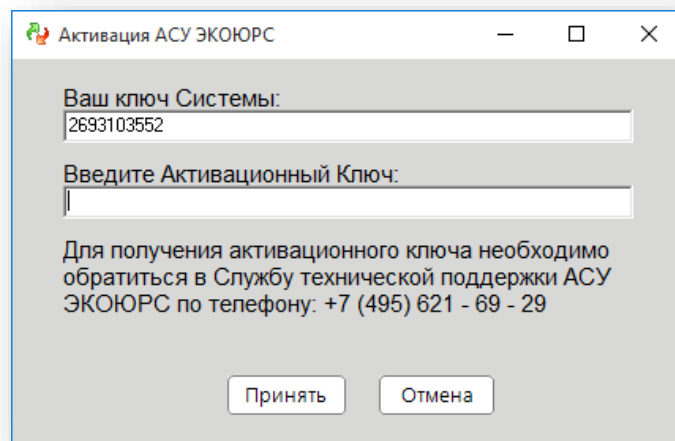 Активация АСУ ЭКОЮРС
Ваш ключ Системы:
2693103552
Введите Активационный Ключ:
Для получения активационного ключа необходимо
обратиться в Службу технической поддержки АСУ
ЭКОЮРС по телефону: +7 (495) 621 - 69 - 29
Принять Отмена